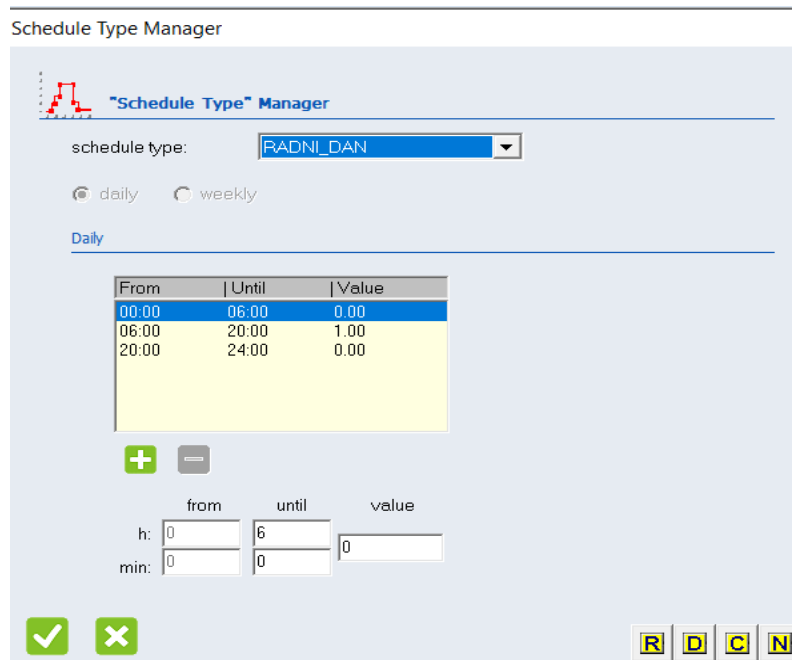 Schedule Type Manager
"Schedule Type" Manager
schedule type: RADNI_DAN
daily weekly
Daily
From | Until | Value
00:00 06:00 0.00
06:00 20:00 1.00
20:00 24:00 0.00
from until value
h: 0 6
0
min: 0 0
R D C N